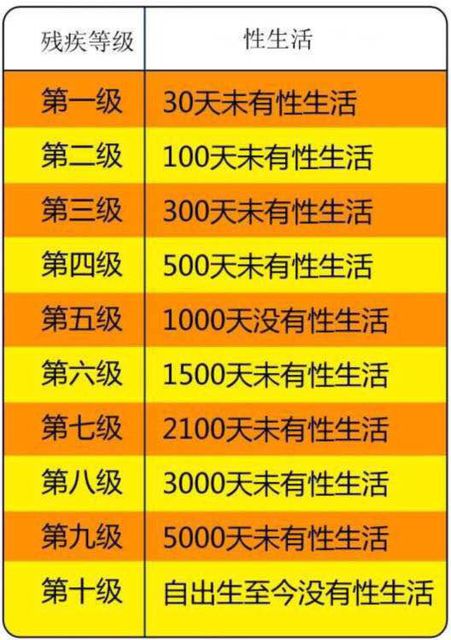 残疾等级 性生活
第一级 30天未有性生活
第二级 100天未有性生活
第三级 300天未有性生活
第四级 500天未有性生活
第五级 1000天没有性生活
第六级 1500天未有性生活
第七级 2100天未有性生活
第八级 3000天未有性生活
第九级 5000天未有性生活
第十级 自出生至今没有性生活